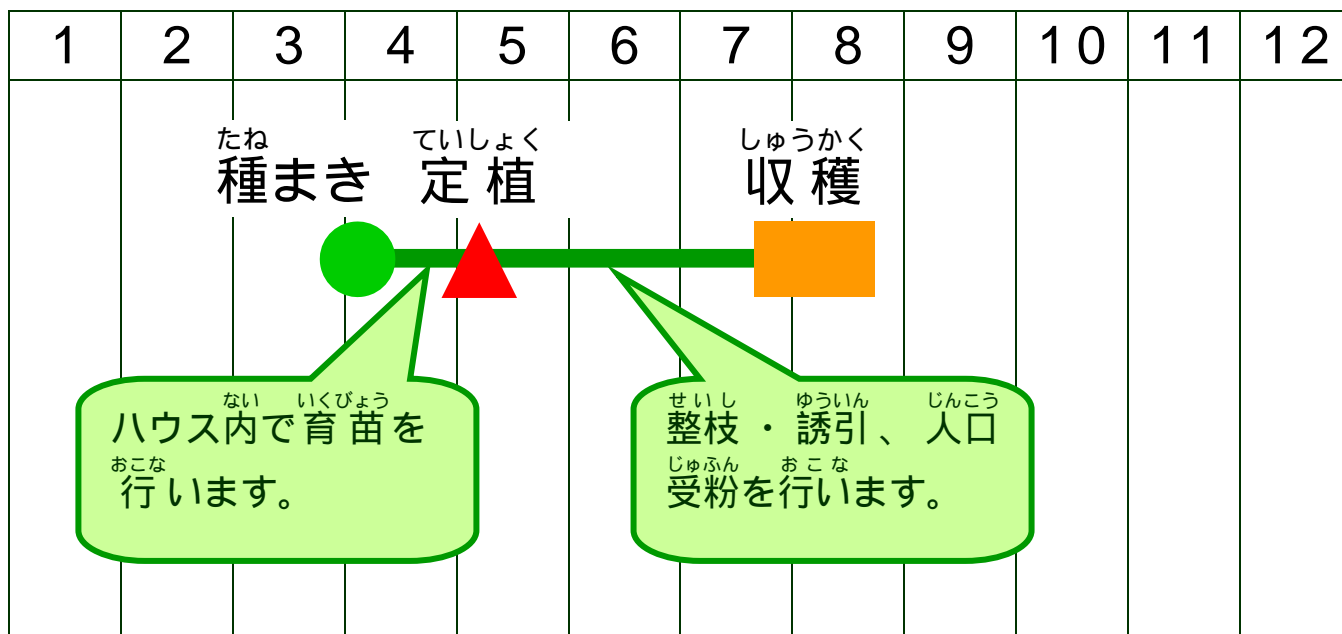 1 2 3 4 5 6 7 8 9 10 11 12
たね ていしょく しゅうかく
種まき 定植 収穫
ない いくびょう
ハウス内で育苗を
おこな
行います。
せいし ゆういん じんこう
整枝・誘引、人口
じゅふん おこな
受粉を行います。